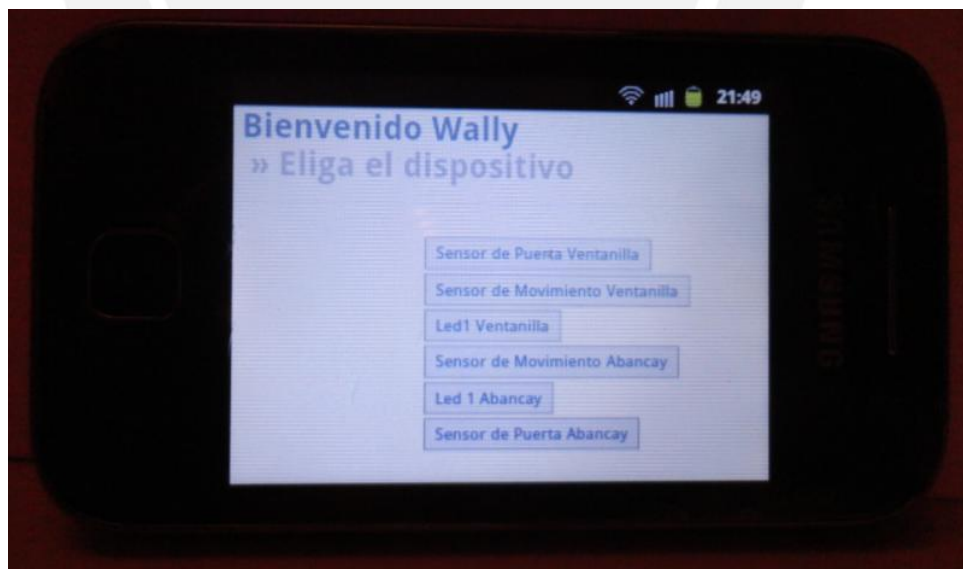 21:49
Bienvenido Wally
» Eliga el dispositivo
Sensor de Puerta Ventanilla
Sensor de Movimiento Ventanilla
Led1 Ventanilla
Sensor de Movimiento Abancay
Led 1 Abancay
Sensor de Puerta Abancay
SAMSUNG